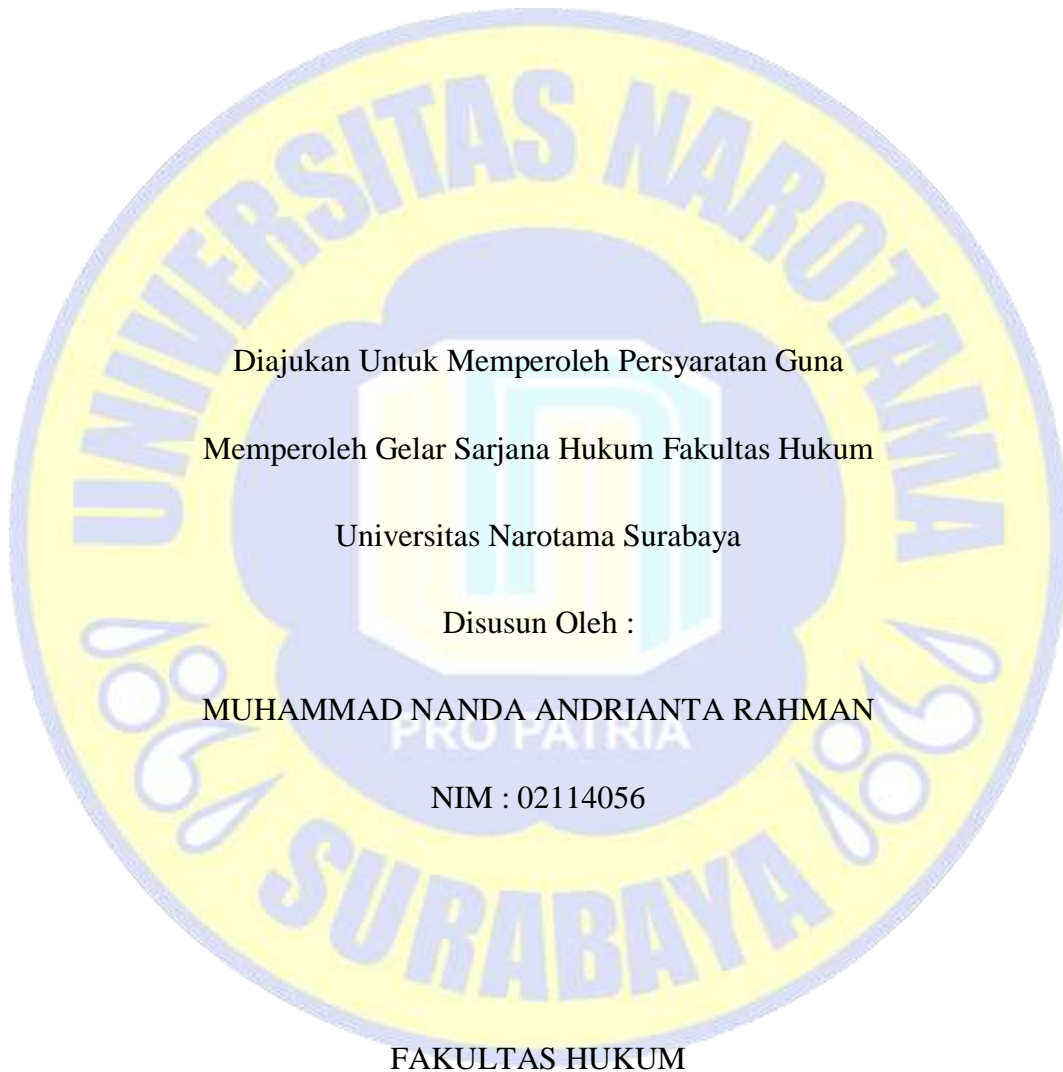 UNIVERSITAS NAROTAMA
Diajukan Untuk Memperoleh Persyaratan Guna
Memperoleh Gelar Sarjana Hukum Fakultas Hukum
Universitas Narotama Surabaya
Disusun Oleh :
MUHAMMAD NANDA ANDRIANTA RAHMAN
PRO PATRIA
NIM : 02114056
SURABAYA
FAKULTAS HUKUM